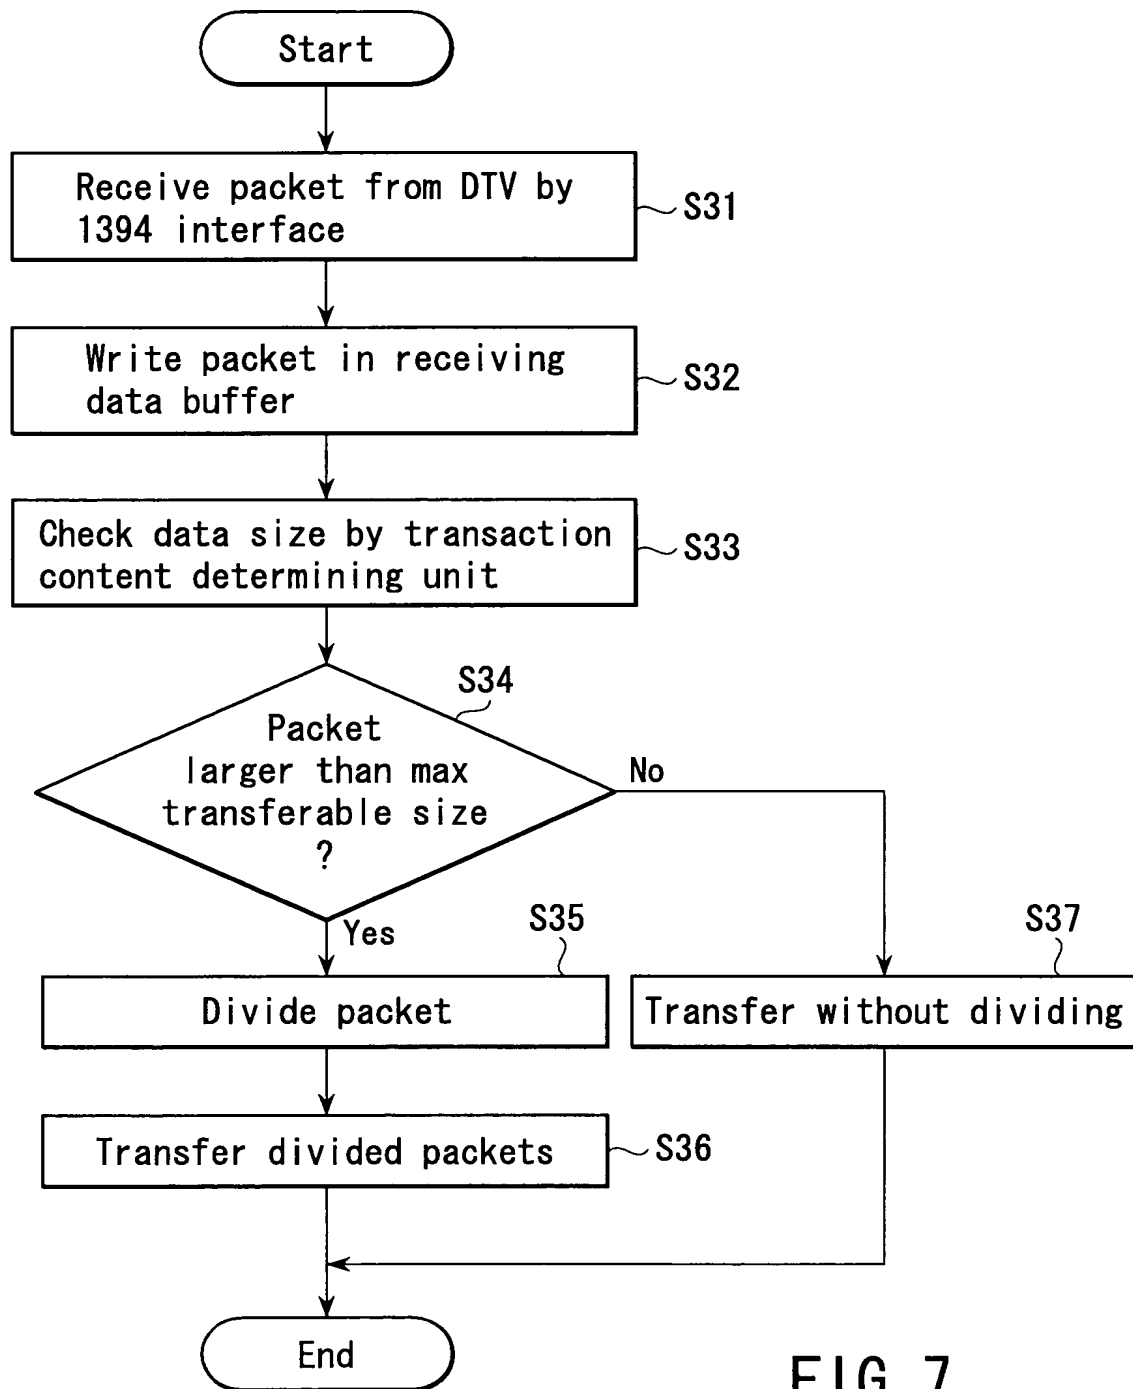 Start
Receive packet from DTV by
1394 interface
S31
Write packet in receiving
data buffer
S32
Check data size by transaction
content determining unit
S33
S34
Packet
larger than max
transferable size
?
No
Yes
S35
Divide packet
S37
Transfer without dividing
Transfer divided packets
S36
End
FIG. 7